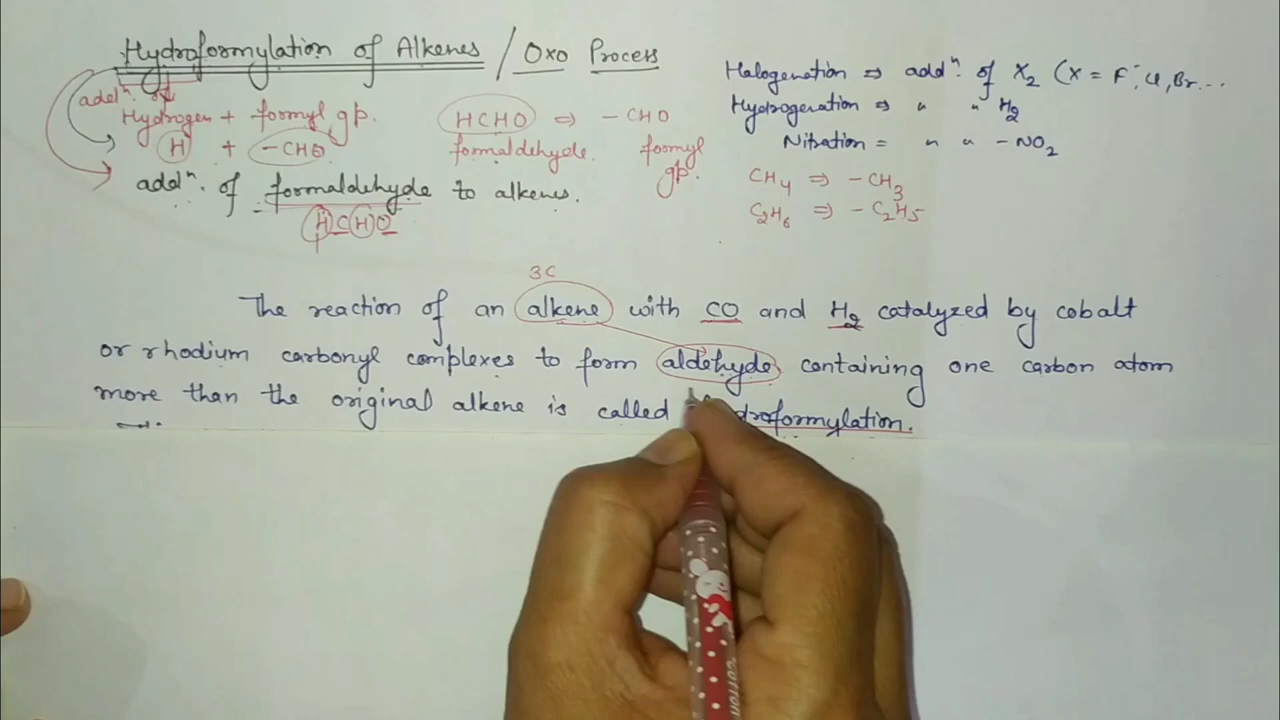 Hydroformylation of Alkenes / Oxo Process
addn. of
Hydrogen + formyl gp.
H + -CHO
addn. of formaldehyde to alkenes.
HCHO
HCHO ⇒ -CHO
formaldehyde. formyl gp.
Halogenation ⇒ addn. of X2 (X = F, Cl, Br...
Hydrogenation ⇒ " " H2
Nitration = " " -NO2
CH4 ⇒ -CH3
C2H6 ⇒ -C2H5
3C
The reaction of an alkene with CO and H2 catalyzed by cobalt
or rhodium carbonyl complexes to form aldehyde containing one carbon atom
more than the original alkene is called droformylation.
cotton